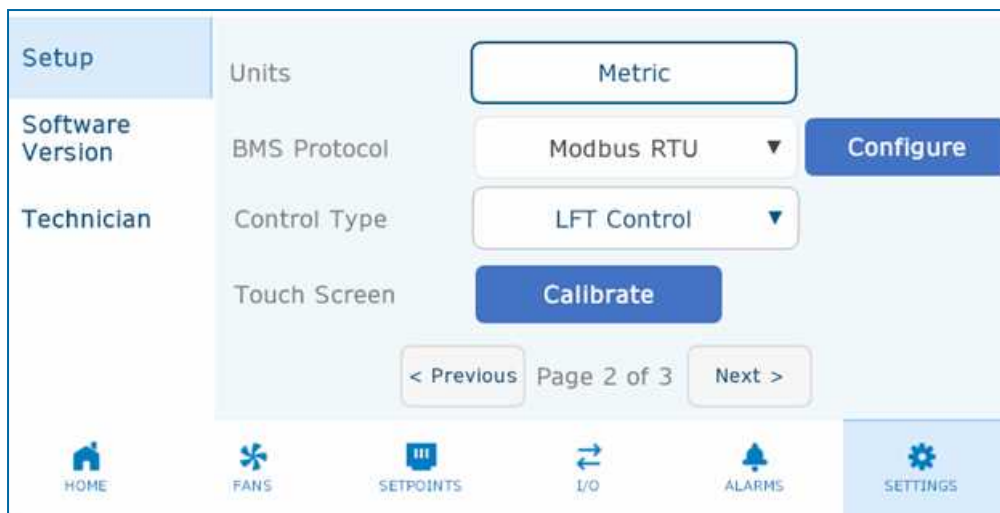 Setup
Software
Version
Technician
Units
Metric
BMS Protocol
Modbus RTU ▼
Configure
Control Type
LFT Control ▼
Touch Screen
Calibrate
< Previous
Page 2 of 3
Next >
HOME
FANS
SETPOINTS
I/O
ALARMS
SETTINGS